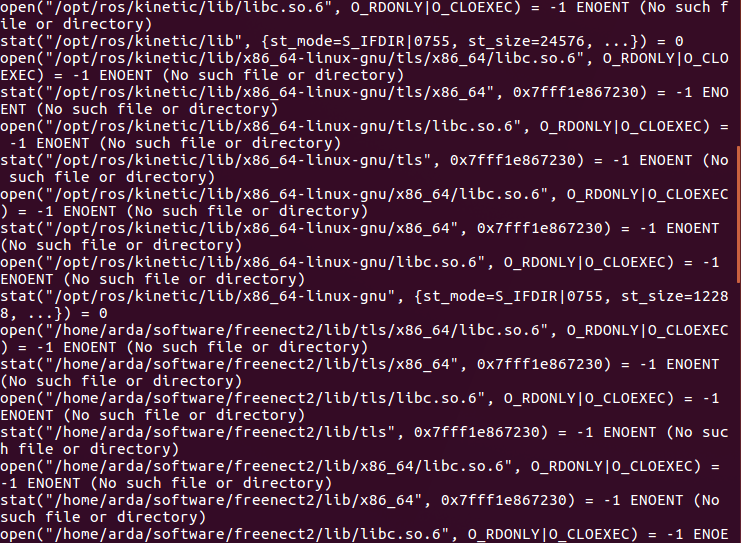 open("/opt/ros/kinetic/lib/libc.so.6", O_RDONLY|O_CLOEXEC) = -1 ENOENT (No such f
ile or directory)
stat("/opt/ros/kinetic/lib", {st_mode=S_IFDIR|0755, st_size=24576, ...}) = 0
open("/opt/ros/kinetic/lib/x86_64-linux-gnu/tls/x86_64/libc.so.6", O_RDONLY|O_CLO
EXEC) = -1 ENOENT (No such file or directory)
stat("/opt/ros/kinetic/lib/x86_64-linux-gnu/tls/x86_64", 0x7fff1e867230) = -1 ENO
ENT (No such file or directory)
open("/opt/ros/kinetic/lib/x86_64-linux-gnu/tls/libc.so.6", O_RDONLY|O_CLOEXEC) =
 -1 ENOENT (No such file or directory)
stat("/opt/ros/kinetic/lib/x86_64-linux-gnu/tls", 0x7fff1e867230) = -1 ENOENT (No
 such file or directory)
open("/opt/ros/kinetic/lib/x86_64-linux-gnu/x86_64/libc.so.6", O_RDONLY|O_CLOEXEC
) = -1 ENOENT (No such file or directory)
stat("/opt/ros/kinetic/lib/x86_64-linux-gnu/x86_64", 0x7fff1e867230) = -1 ENOENT
(No such file or directory)
open("/opt/ros/kinetic/lib/x86_64-linux-gnu/libc.so.6", O_RDONLY|O_CLOEXEC) = -1
ENOENT (No such file or directory)
stat("/opt/ros/kinetic/lib/x86_64-linux-gnu", {st_mode=S_IFDIR|0755, st_size=1228
8, ...}) = 0
open("/home/arda/software/freenect2/lib/tls/x86_64/libc.so.6", O_RDONLY|O_CLOEXEC
) = -1 ENOENT (No such file or directory)
stat("/home/arda/software/freenect2/lib/tls/x86_64", 0x7fff1e867230) = -1 ENOENT
(No such file or directory)
open("/home/arda/software/freenect2/lib/tls/libc.so.6", O_RDONLY|O_CLOEXEC) = -1
ENOENT (No such file or directory)
stat("/home/arda/software/freenect2/lib/tls", 0x7fff1e867230) = -1 ENOENT (No suc
h file or directory)
open("/home/arda/software/freenect2/lib/x86_64/libc.so.6", O_RDONLY|O_CLOEXEC) =
-1 ENOENT (No such file or directory)
stat("/home/arda/software/freenect2/lib/x86_64", 0x7fff1e867230) = -1 ENOENT (No
such file or directory)
open("/home/arda/software/freenect2/lib/libc.so.6", O_RDONLY|O_CLOEXEC) = -1 ENOE